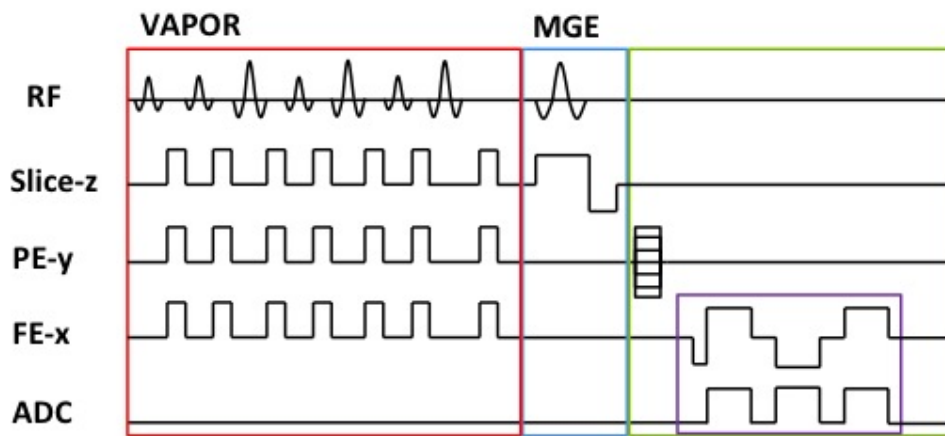 VAPOR MGE
RF
Slice-z
PE-y
FE-x
ADC